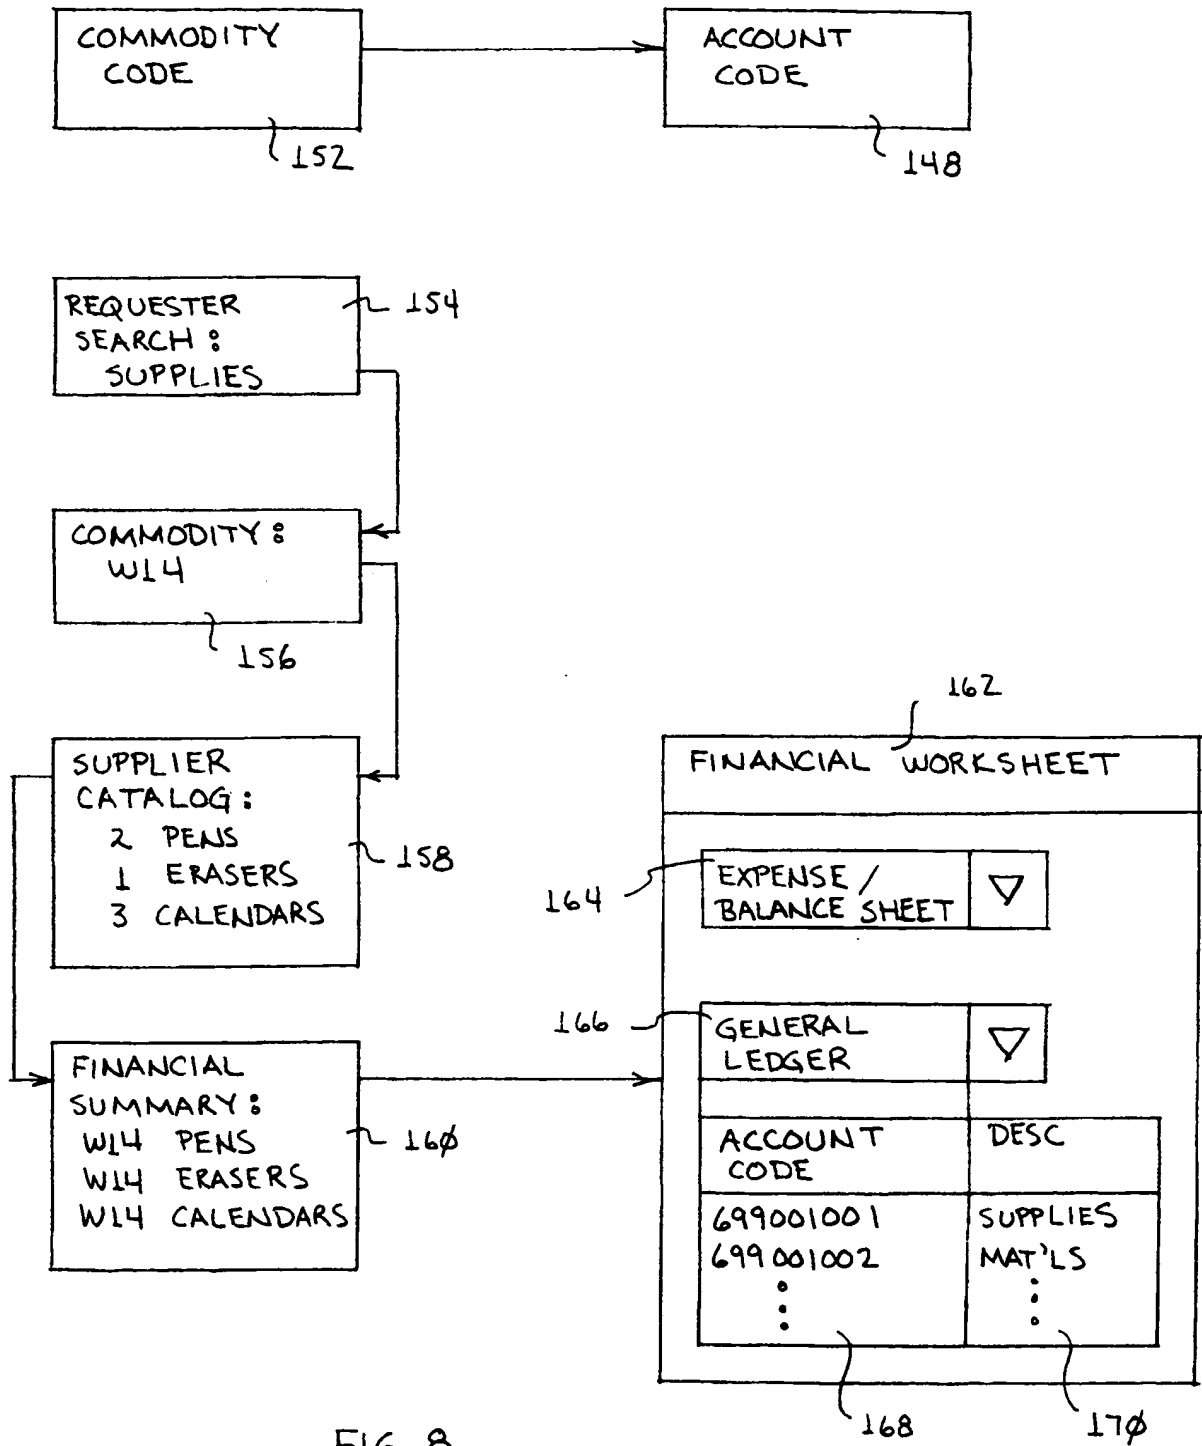 COMMODITY
CODE
152
ACCOUNT
CODE
148
REQUESTER
SEARCH:
SUPPLIES
154
COMMODITY:
W14
156
SUPPLIER
CATALOG:
2 PENS
1 ERASERS
3 CALENDARS
158
FINANCIAL
SUMMARY:
W14 PENS
W14 ERASERS
W14 CALENDARS
16ø
162
FINANCIAL WORKSHEET
164
EXPENSE/
BALANCE SHEET
166
GENERAL
LEDGER
ACCOUNT
CODE
DESC
699001001 SUPPLIES
699001002 MAT'LS
168
17ø
FIG. 8